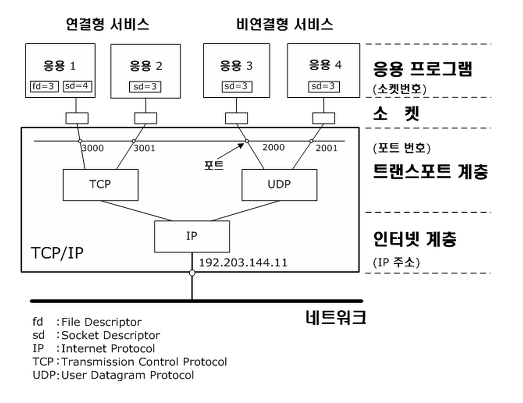 연결형 서비스
비연결형 서비스
응용 1
응용 2
응용 3
응용 4
fd=3
sd=4
sd=3
sd=3
sd=3
응용 프로그램
(소켓번호)
소 켓
3000
3001
2000
2001
포트
(포트 번호)
트랜스포트 계층
TCP
UDP
IP
TCP/IP
192.203.144.11
인터넷 계층
(IP 주소)
네트워크
fd :File Descriptor
sd :Socket Descriptor
IP :Internet Protocol
TCP:Transmission Control Protocol
UDP:User Datagram Protocol